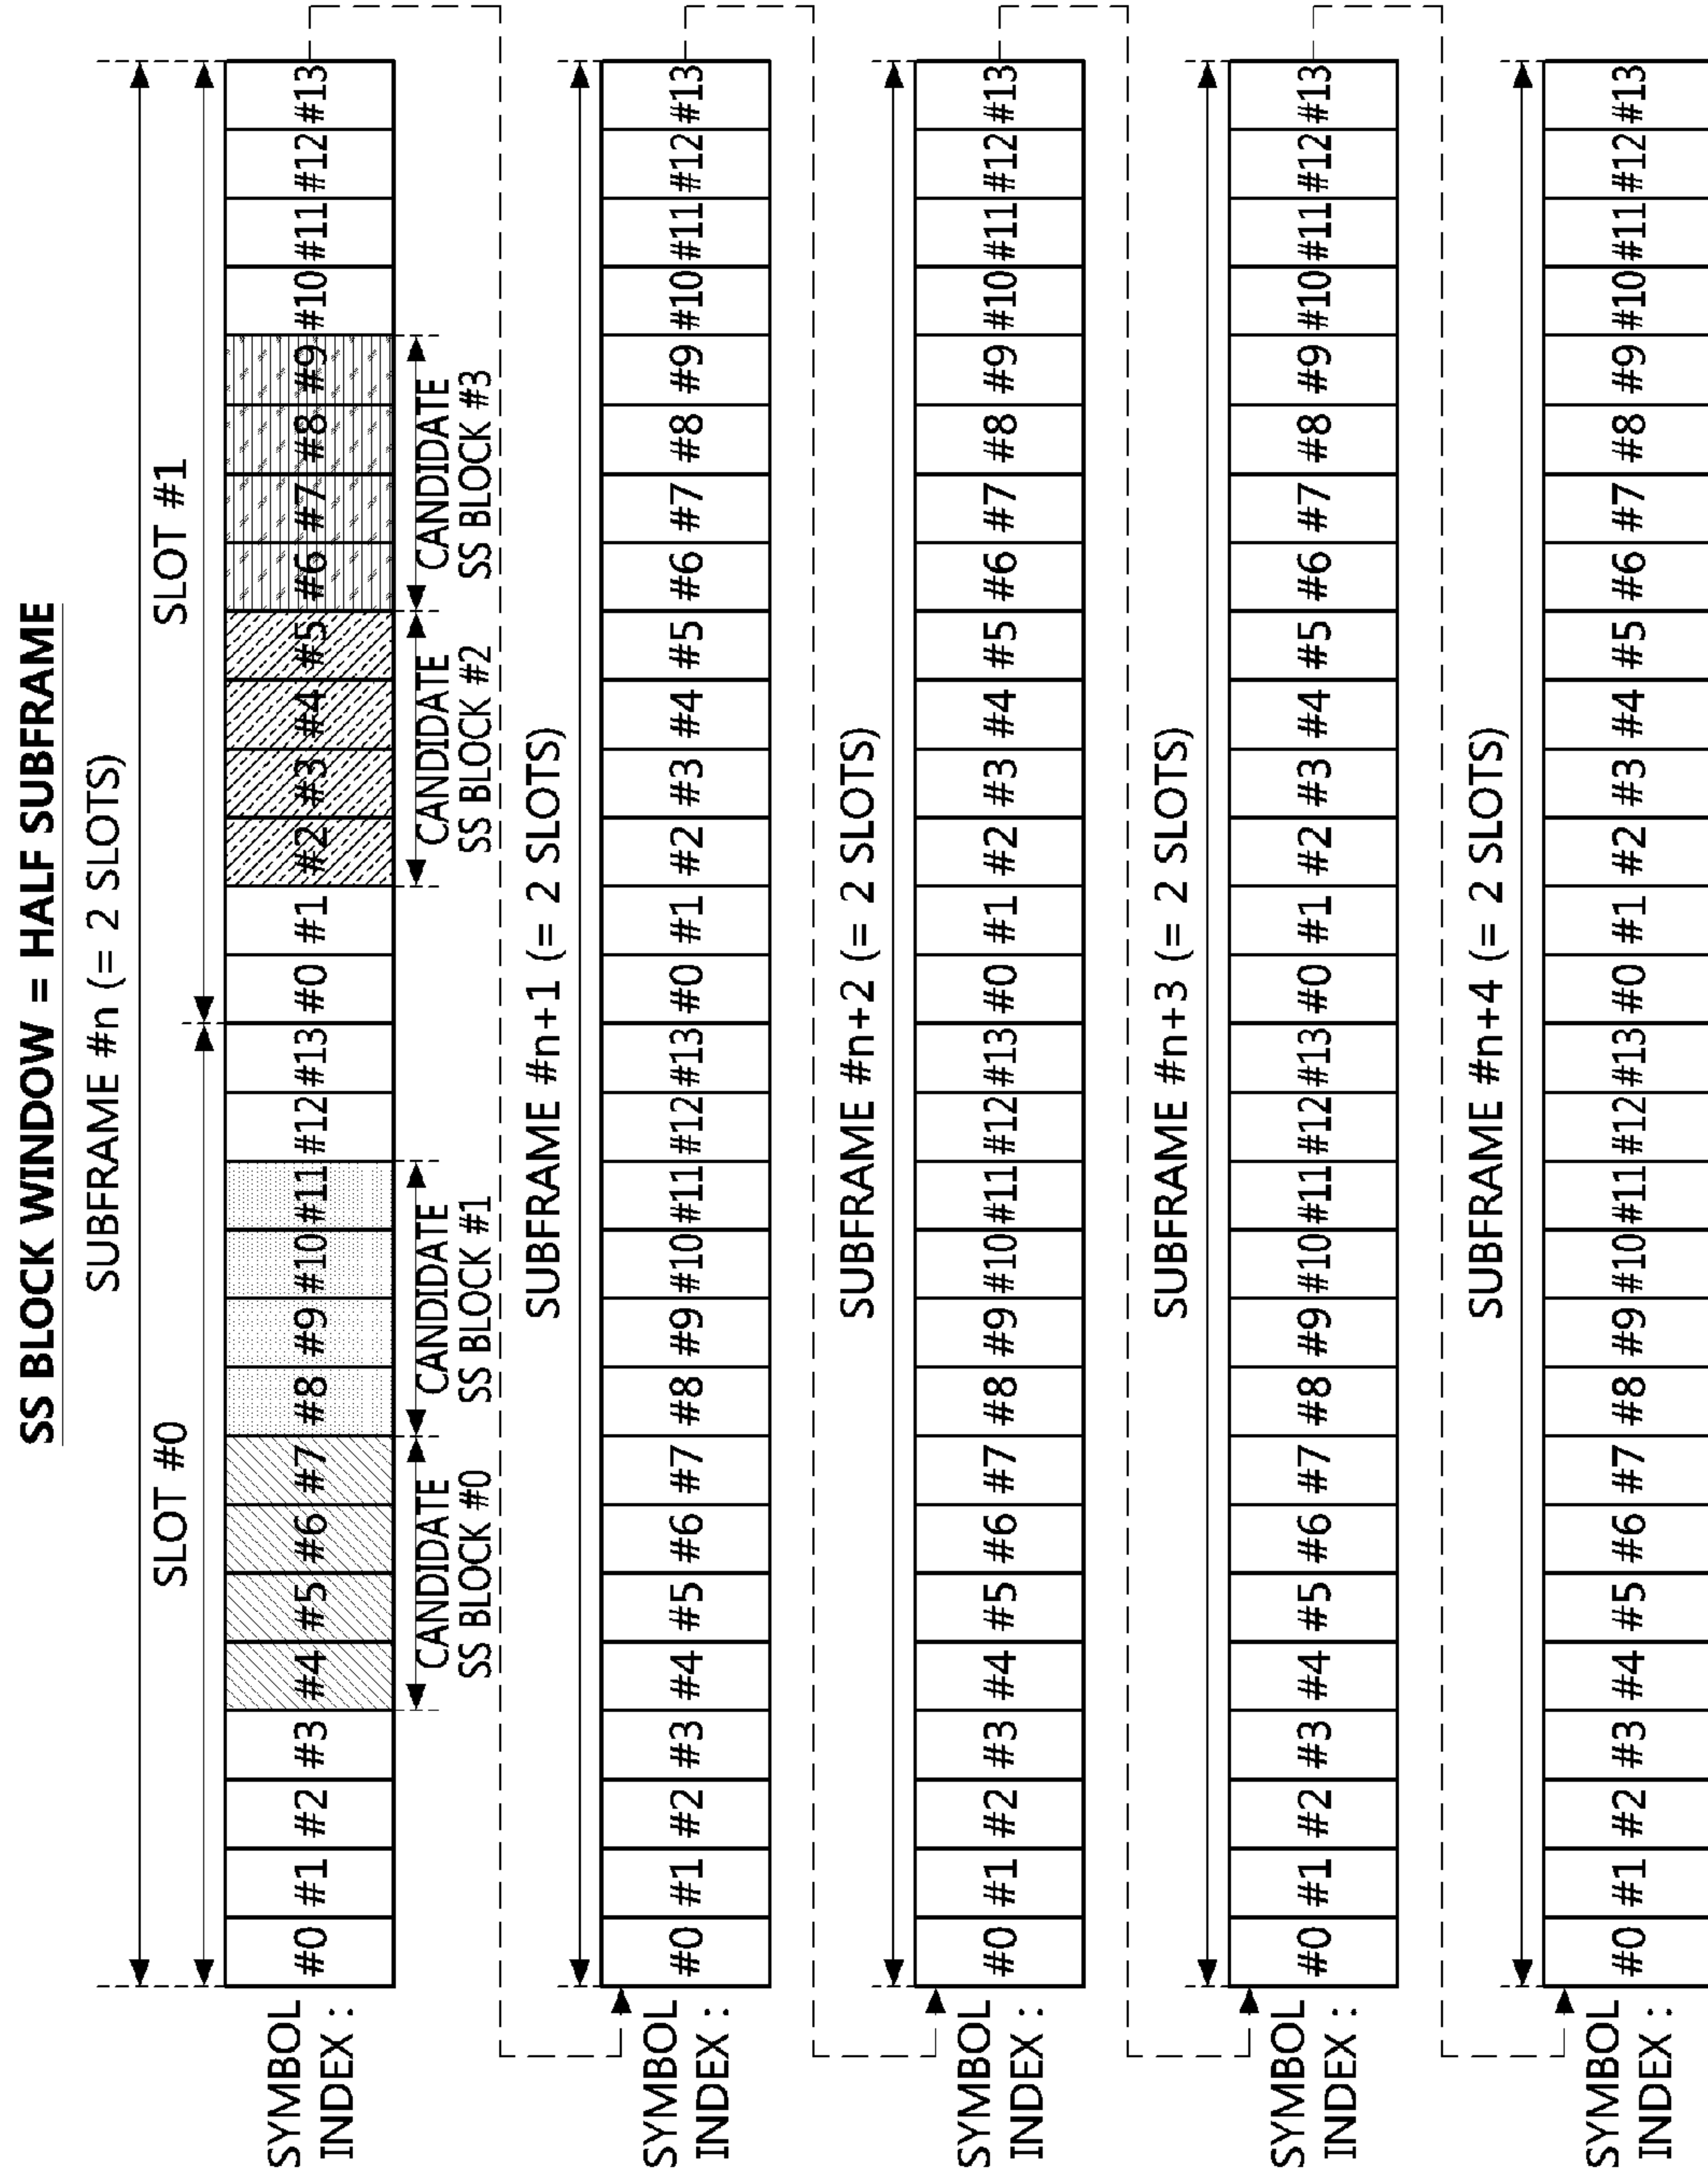 SS BLOCK WINDOW = HALF SUBFRAME
SUBFRAME #n (= 2 SLOTS)
SLOT #0 SLOT #1
SYMBOL
INDEX :
#0 #1 #2 #3 #4 #5 #6 #7 #8 #9 #10 #11 #12 #13 #0 #1 #2 #3 #4 #5 #6 #7 #8 #9 #10 #11 #12 #13
CANDIDATE CANDIDATE CANDIDATE CANDIDATE
SS BLOCK #0 SS BLOCK #1 SS BLOCK #2 SS BLOCK #3
SUBFRAME #n+1 (= 2 SLOTS)
SYMBOL
INDEX :
#0 #1 #2 #3 #4 #5 #6 #7 #8 #9 #10 #11 #12 #13 #0 #1 #2 #3 #4 #5 #6 #7 #8 #9 #10 #11 #12 #13
SUBFRAME #n+2 (= 2 SLOTS)
SYMBOL
INDEX :
#0 #1 #2 #3 #4 #5 #6 #7 #8 #9 #10 #11 #12 #13 #0 #1 #2 #3 #4 #5 #6 #7 #8 #9 #10 #11 #12 #13
SUBFRAME #n+3 (= 2 SLOTS)
SYMBOL
INDEX :
#0 #1 #2 #3 #4 #5 #6 #7 #8 #9 #10 #11 #12 #13 #0 #1 #2 #3 #4 #5 #6 #7 #8 #9 #10 #11 #12 #13
SUBFRAME #n+4 (= 2 SLOTS)
SYMBOL
INDEX :
#0 #1 #2 #3 #4 #5 #6 #7 #8 #9 #10 #11 #12 #13 #0 #1 #2 #3 #4 #5 #6 #7 #8 #9 #10 #11 #12 #13